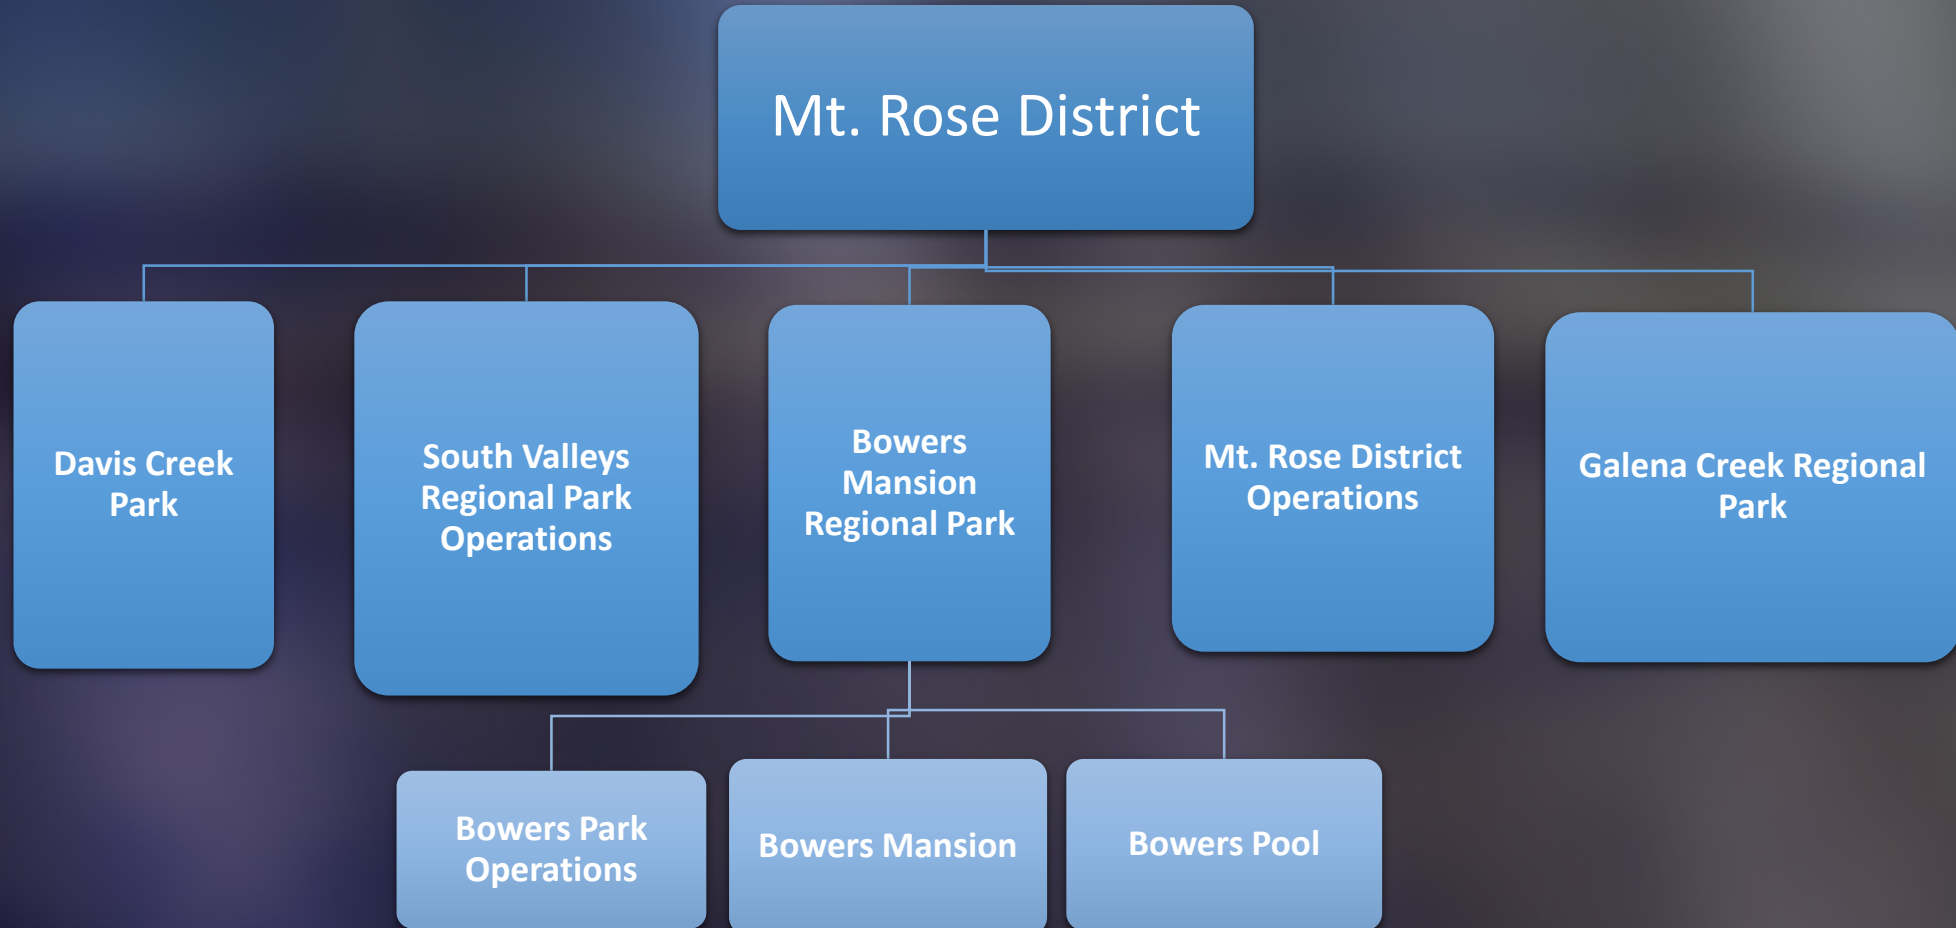 Mt. Rose District
Davis Creek
Park
South Valleys
Regional Park
Operations
Bowers
Mansion
Regional Park
Mt. Rose District
Operations
Galena Creek Regional
Park
Bowers Park
Operations
Bowers Mansion
Bowers Pool